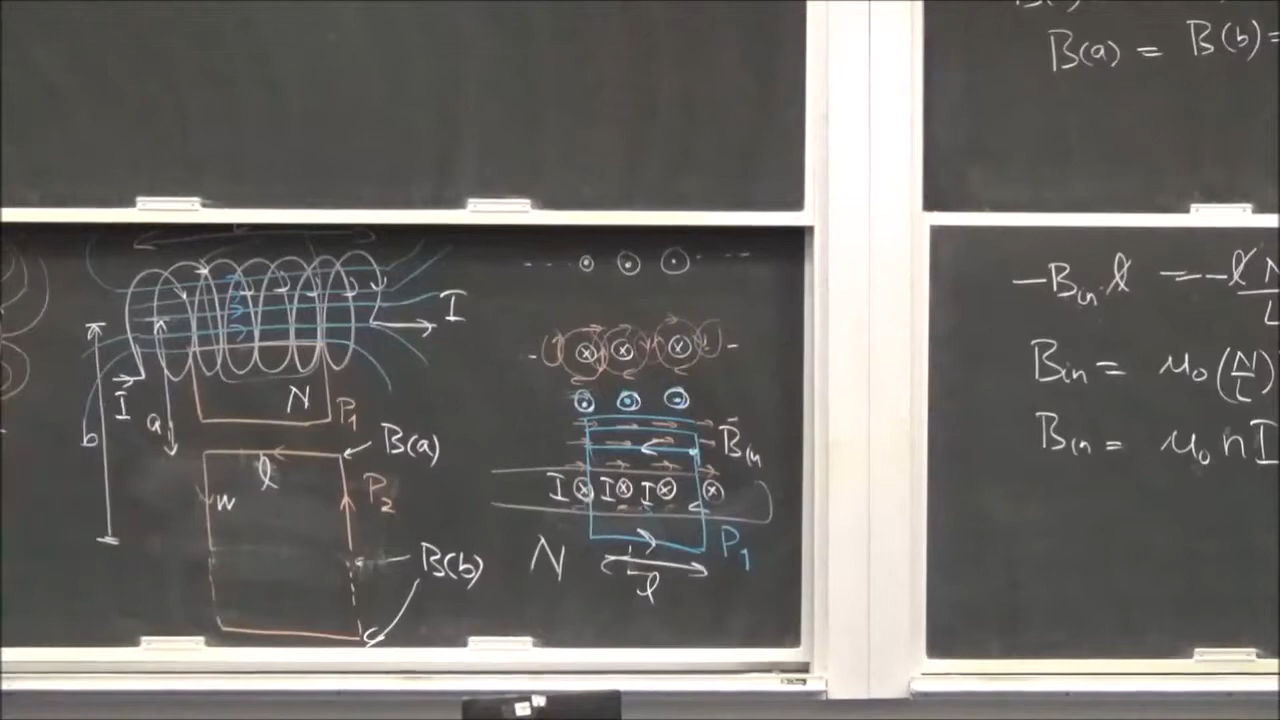 I
N
P₁
I
a
b
B(a)
l
w
P₂
B(b)
B̄in
I I I
P₁
N
l
B(a) = B(b) =
-Bin l = -l N/L
Bin = μ₀ (N/L)
Bin = μ₀ n I